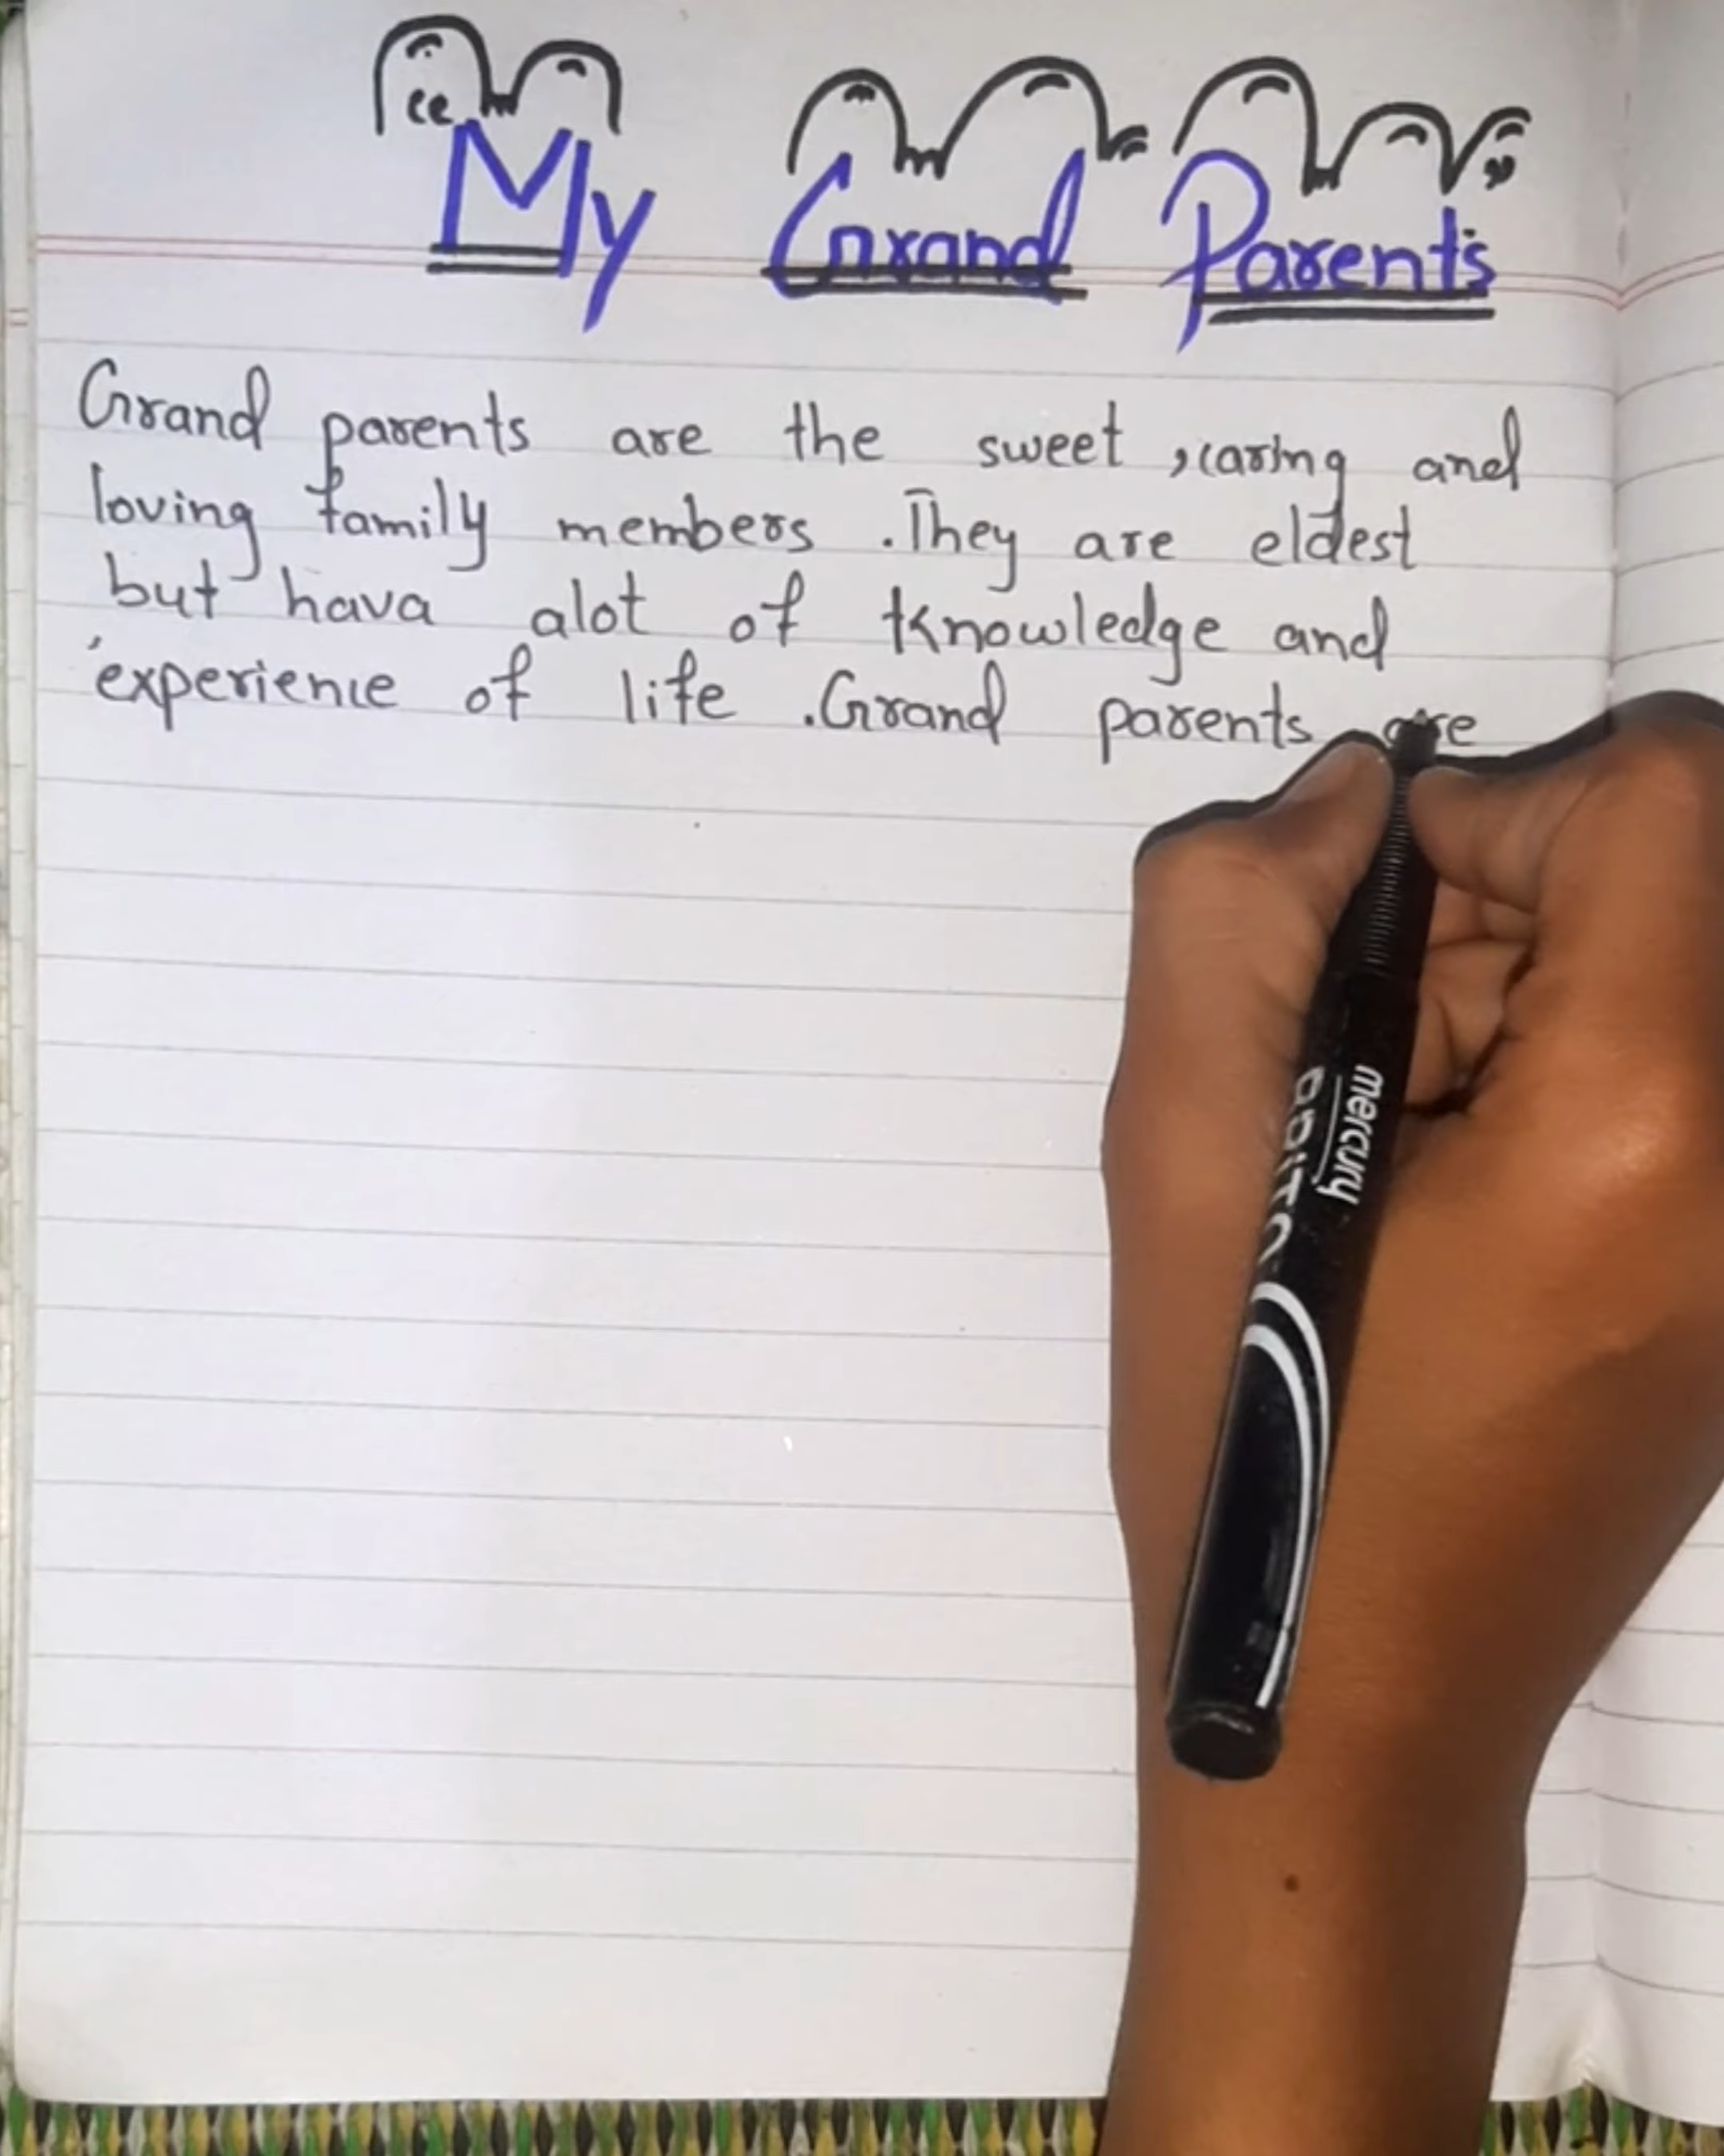 My Grand Parents
Grand parents are the sweet ,caring and
loving family members .They are eldest
but hava alot of Knowledge and
experience of life .Grand parents are
mercury